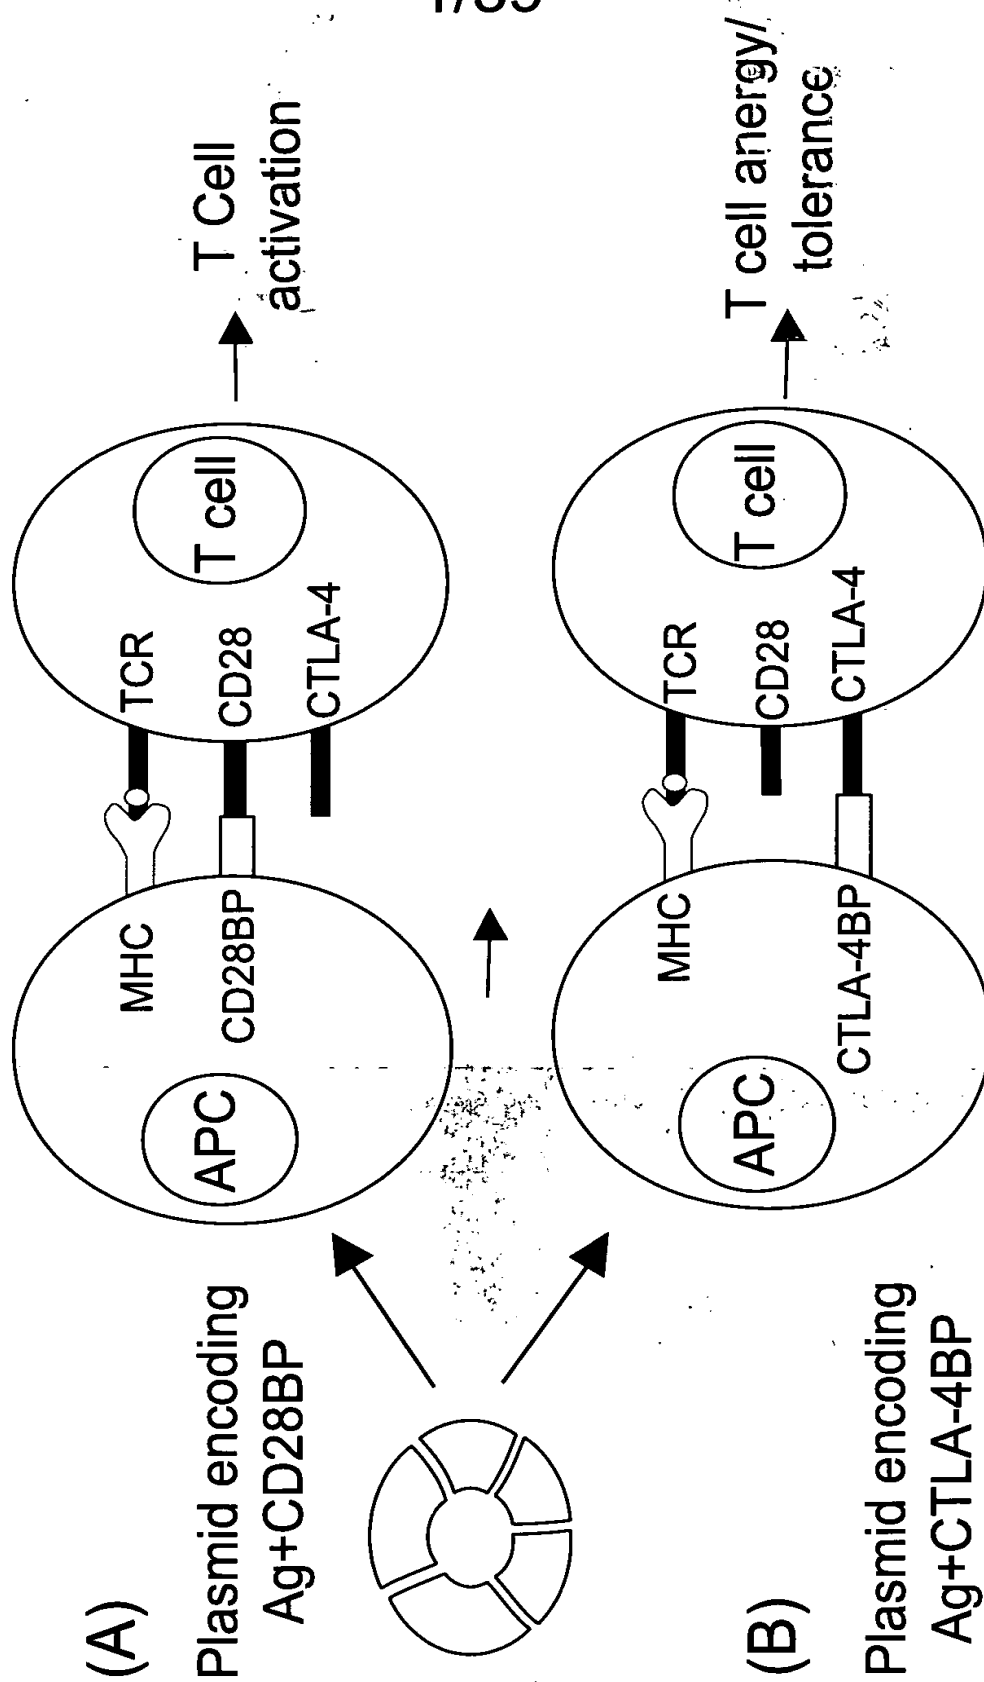 (A)
Plasmid encoding
Ag+CD28BP
APC
MHC
CD28BP
TCR
CD28
CTLA-4
T cell
T Cell
activation
(B)
Plasmid encoding
Ag+CTLA-4BP
APC
MHC
CTLA-4BP
TCR
CD28
CTLA-4
T cell
T cell anergy/
tolerance